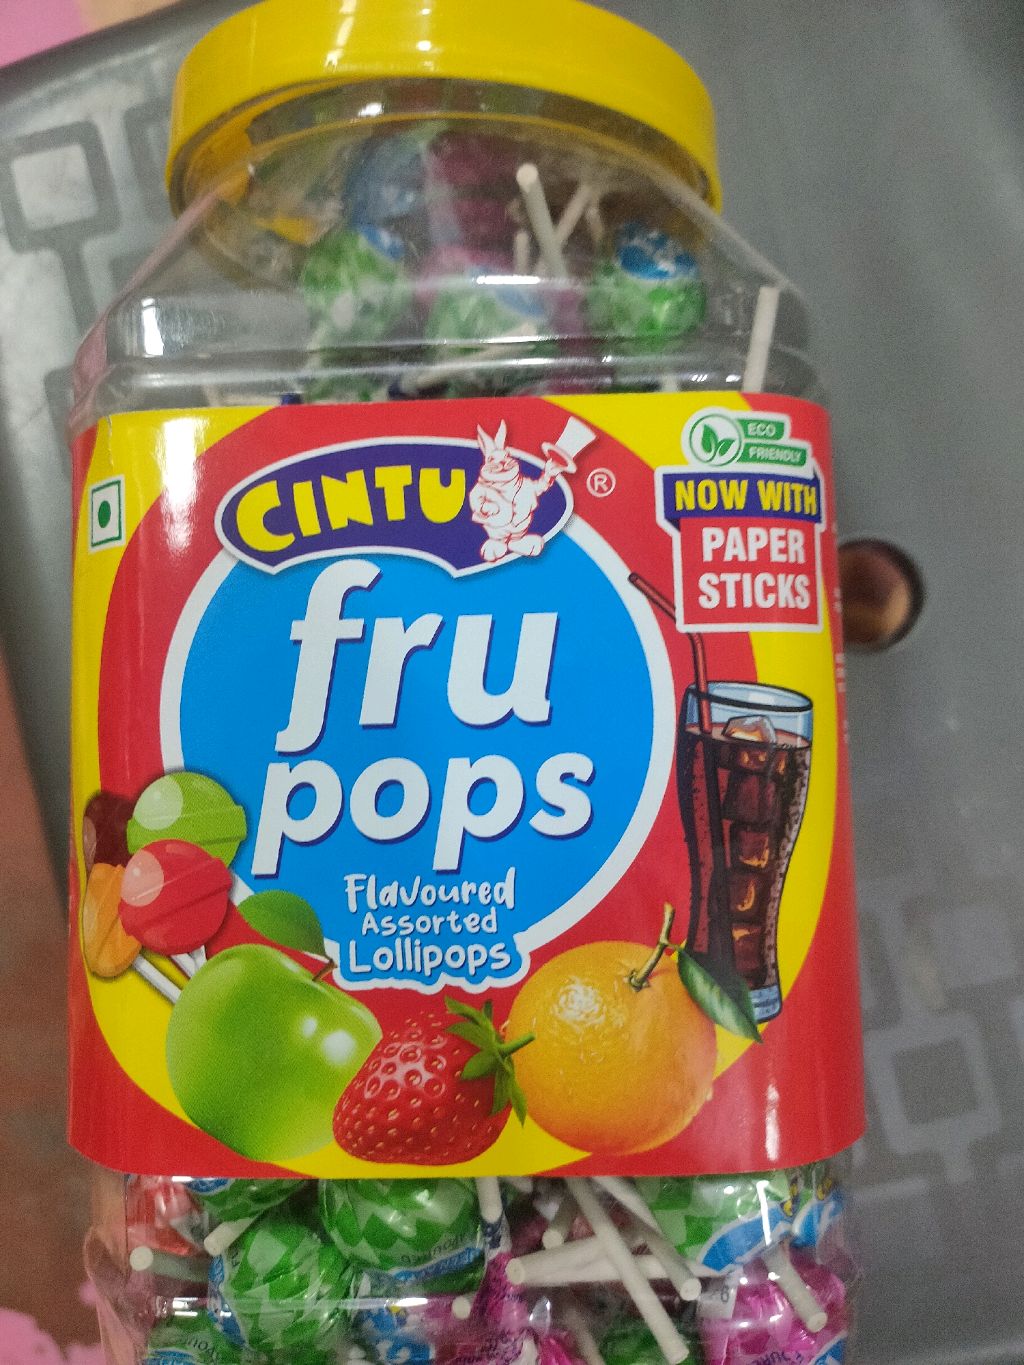 CINTU
®
ECO
FRIENDLY
NOW WITH
PAPER
STICKS
fru
pops
Flavoured
Assorted
Lollipops